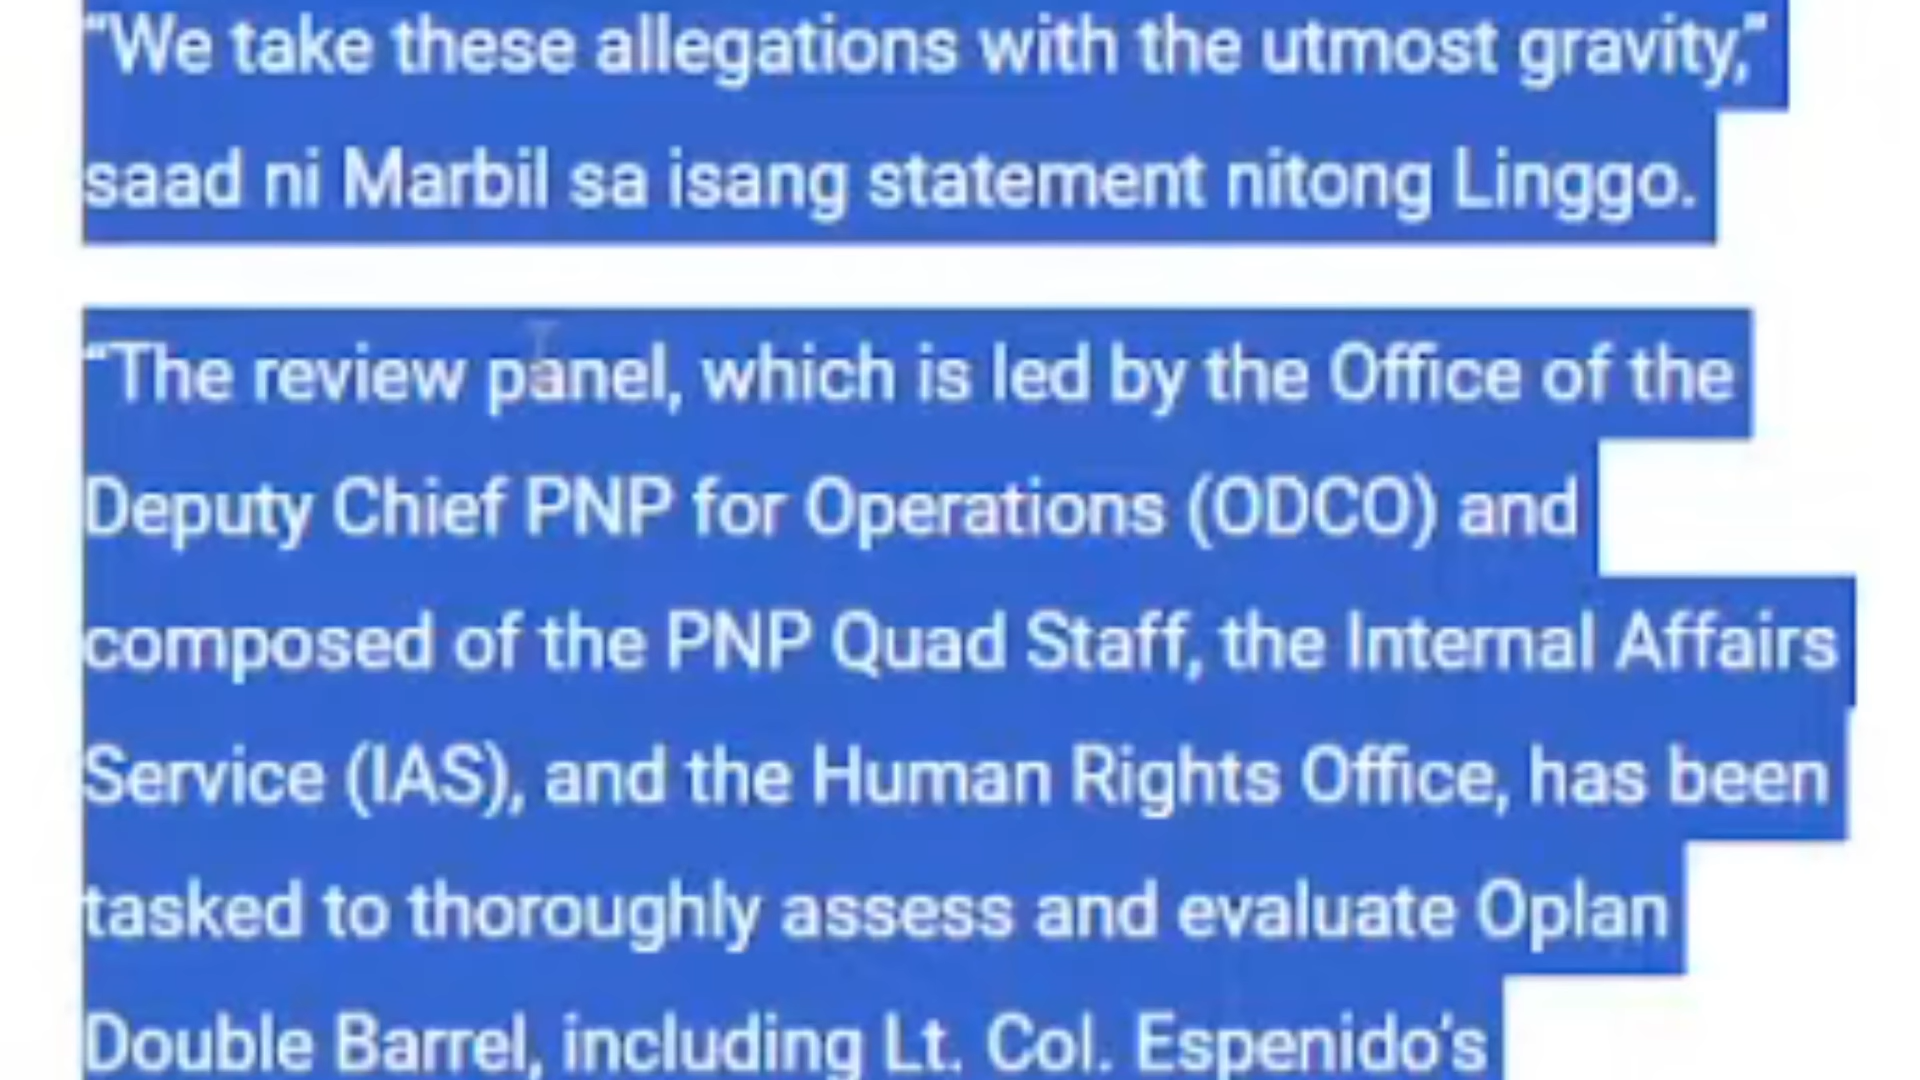 “We take these allegations with the utmost gravity,”
saad ni Marbil sa isang statement nitong Linggo.
“The review panel, which is led by the Office of the
Deputy Chief PNP for Operations (ODCO) and
composed of the PNP Quad Staff, the Internal Affairs
Service (IAS), and the Human Rights Office, has been
tasked to thoroughly assess and evaluate Oplan
Double Barrel, including Lt. Col. Espenido’s